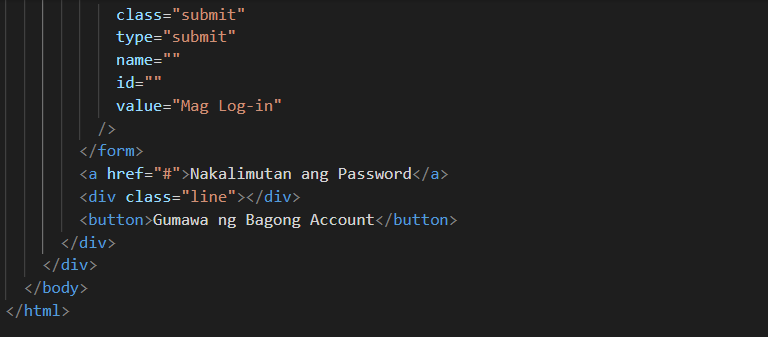 class="submit"
type="submit"
name=""
id=""
value="Mag Log-in"
/>
</form>
<a href="#">Nakalimutan ang Password</a>
<div class="line"></div>
<button>Gumawa ng Bagong Account</button>
</div>
</div>
</body>
</html>